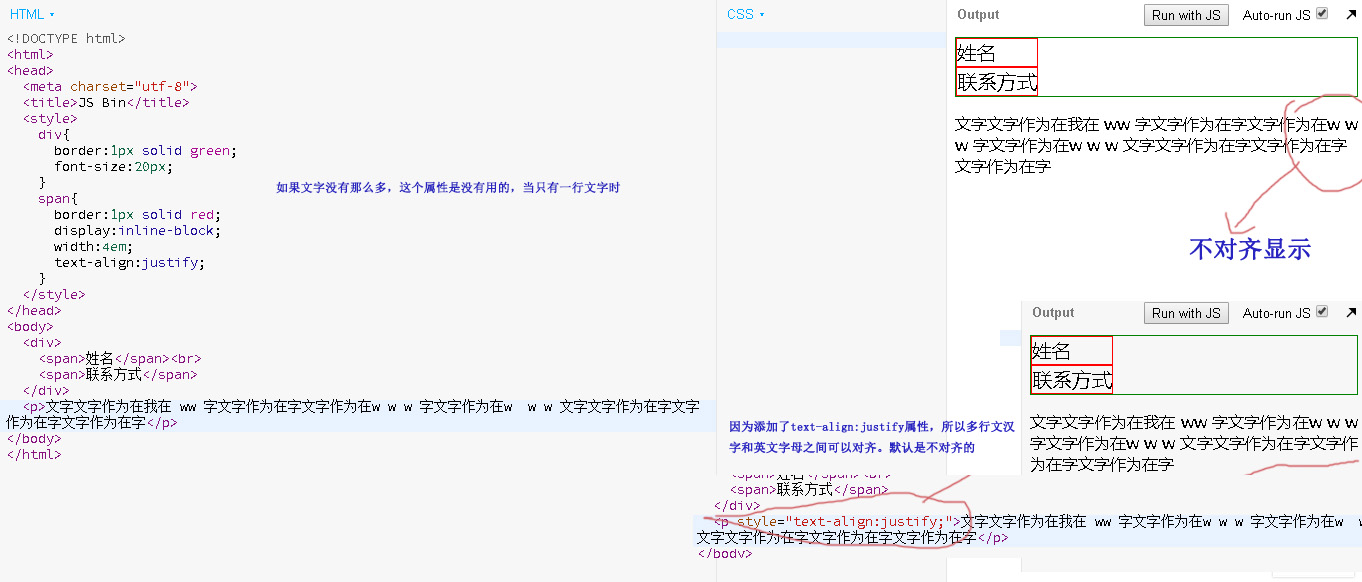 HTML
<!DOCTYPE html>
<html>
<head>
<meta charset="utf-8">
<title>JS Bin</title>
<style>
div{
border:1px solid green;
font-size:20px;
}
span{
border:1px solid red;
display:inline-block;
width:4em;
text-align:justify;
}
</style>
</head>
<body>
<div>
<span>姓名</span><br>
<span>联系方式</span>
</div>
<p>文字文字作为在我在 ww 字文字作为在字文字作为在w w w 字文字作为在w  w w 文字文字作为在字文字
作为在字文字作为在字</p>
</body>
</html>
如果文字没有那么多，这个属性是没有用的，当只有一行文字时
CSS
Output
Run with JS
Auto-run JS
姓名
联系方式
文字文字作为在我在 ww 字文字作为在字文字作为在w w
w 字文字作为在w w w 文字文字作为在字文字作为在字
文字作为在字
不对齐显示
Output
Run with JS
Auto-run JS
姓名
联系方式
文字文字作为在我在 ww 字文字作为在w w w
字文字作为在w w w 文字文字作为在字文字作
为在字文字作为在字
因为添加了text-align:justify属性，所以多行文汉
字和英文字母之间可以对齐。默认是不对齐的
<span>姓名</span><br>
<span>联系方式</span>
</div>
<p style="text-align:justify;">文字文字作为在我在 ww 字文字作为在w w w 字文字作为在w
文字文字作为在字文字作为在字文字作为在字</p>
</body>